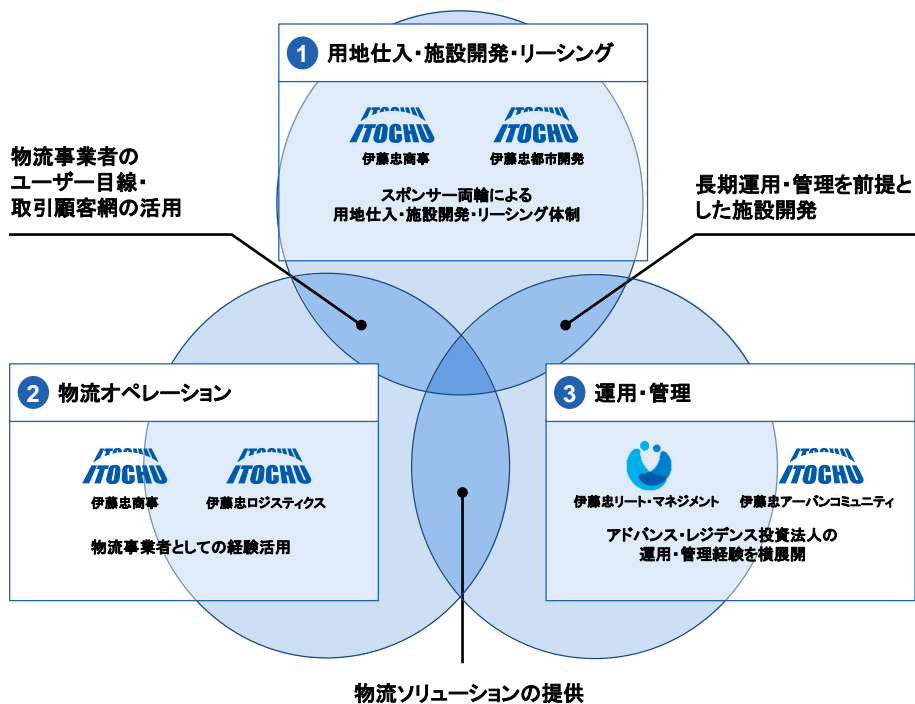 1 用地仕入・施設開発・リーシング
ITOCHU
ITOCHU
伊藤忠商事
伊藤忠都市開発
スポンサー両輪による
用地仕入・施設開発・リーシング体制
物流事業者の
ユーザー目線・
取引顧客網の活用
長期運用・管理を前提と
した施設開発
2 物流オペレーション
ITOCHU
ITOCHU
伊藤忠商事
伊藤忠ロジスティクス
物流事業者としての経験活用
3 運用・管理
ITOCHU
伊藤忠リート・マネジメント
伊藤忠アーバンコミュニティ
アドバンス・レジデンス投資法人の
運用・管理経験を横展開
物流ソリューションの提供